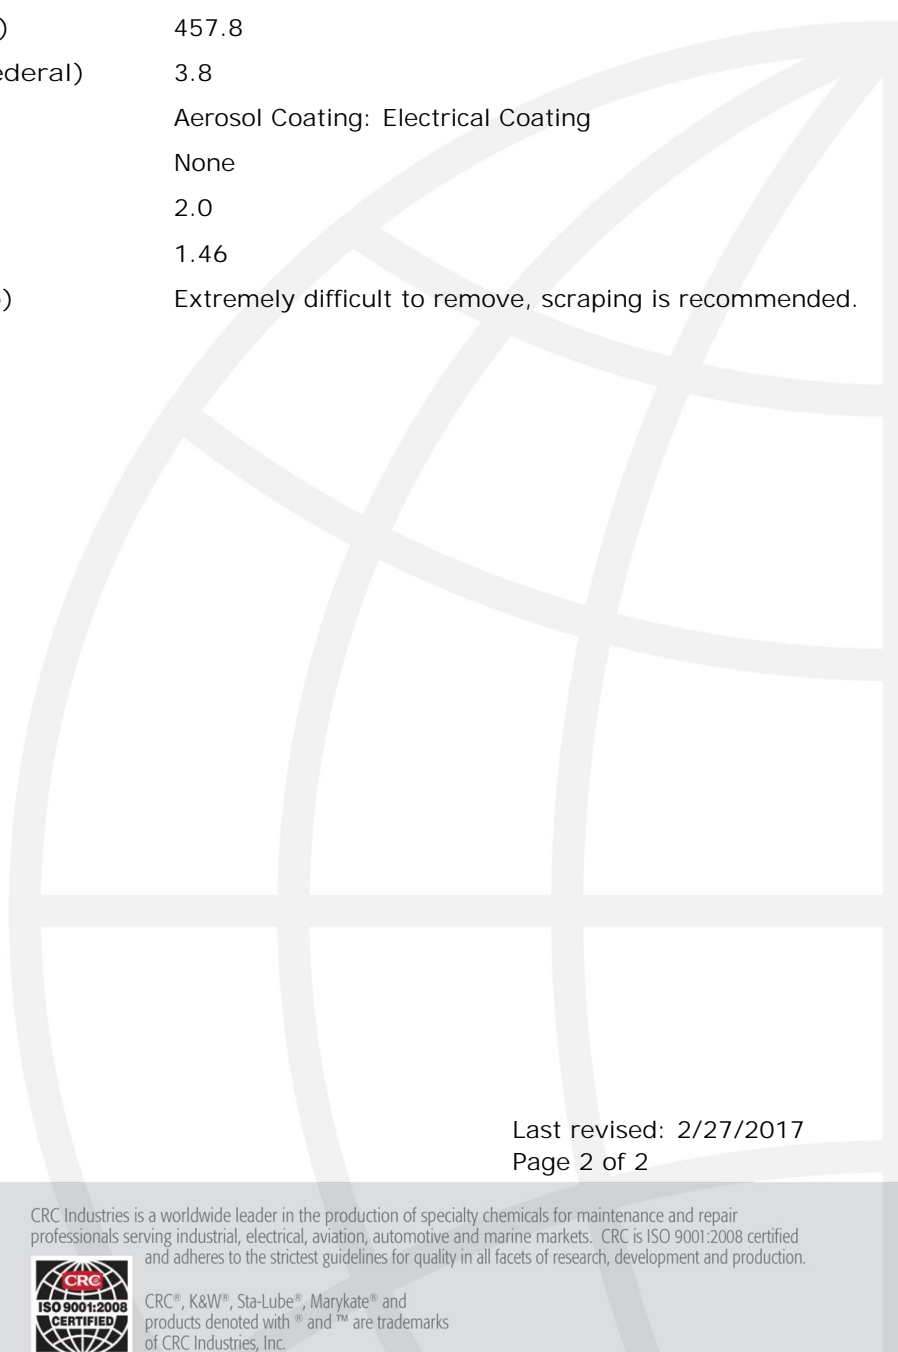 ) 457.8
ederal) 3.8
Aerosol Coating: Electrical Coating
None
2.0
1.46
) Extremely difficult to remove, scraping is recommended.
Last revised: 2/27/2017
Page 2 of 2
CRC Industries is a worldwide leader in the production of specialty chemicals for maintenance and repair
professionals serving industrial, electrical, aviation, automotive and marine markets. CRC is ISO 9001:2008 certified
and adheres to the strictest guidelines for quality in all facets of research, development and production.
CRC®
ISO 9001:2008
CERTIFIED
CRC®, K&W®, Sta-Lube®, Marykate® and
products denoted with ® and ™ are trademarks
of CRC Industries, Inc.